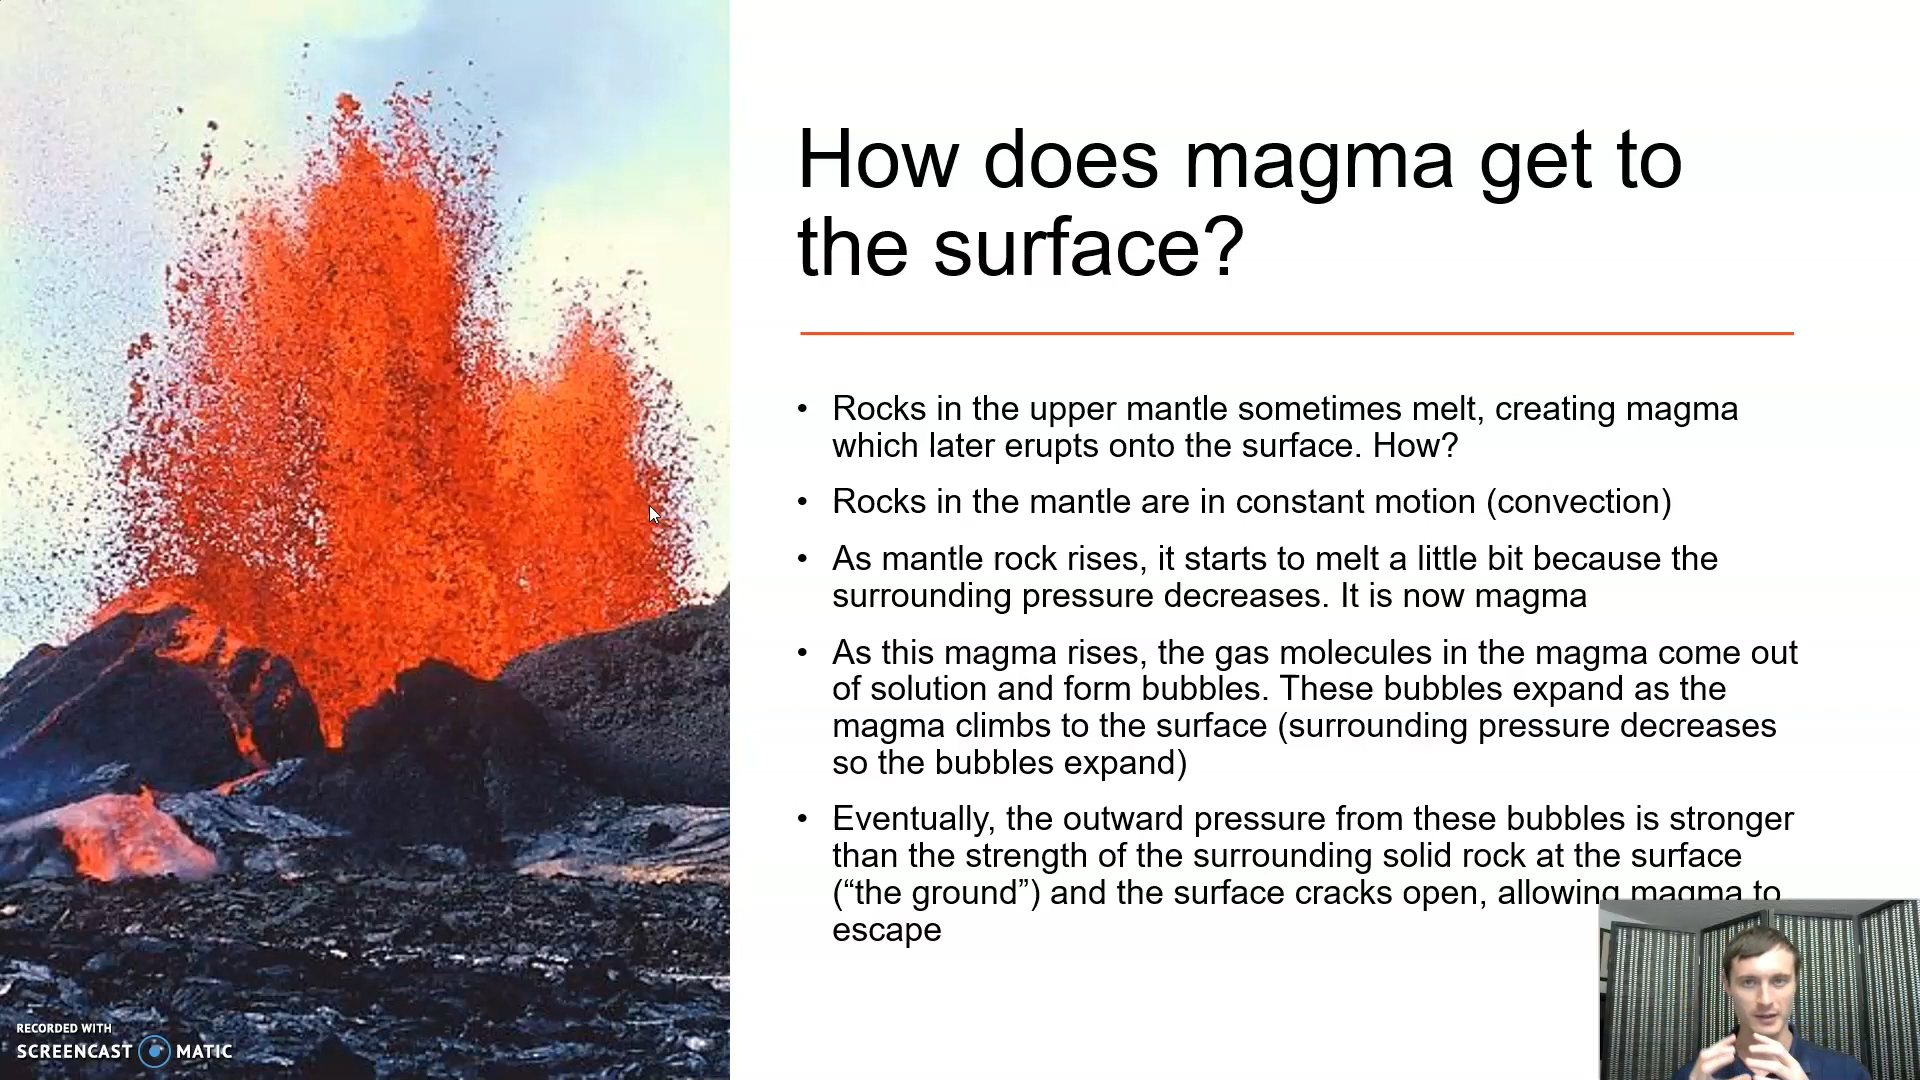 How does magma get to
the surface?
• Rocks in the upper mantle sometimes melt, creating magma
which later erupts onto the surface. How?
• Rocks in the mantle are in constant motion (convection)
• As mantle rock rises, it starts to melt a little bit because the
surrounding pressure decreases. It is now magma
• As this magma rises, the gas molecules in the magma come out
of solution and form bubbles. These bubbles expand as the
magma climbs to the surface (surrounding pressure decreases
so the bubbles expand)
• Eventually, the outward pressure from these bubbles is stronger
than the strength of the surrounding solid rock at the surface
(“the ground”) and the surface cracks open, allowing magma to
escape
RECORDED WITH
SCREENCAST MATIC